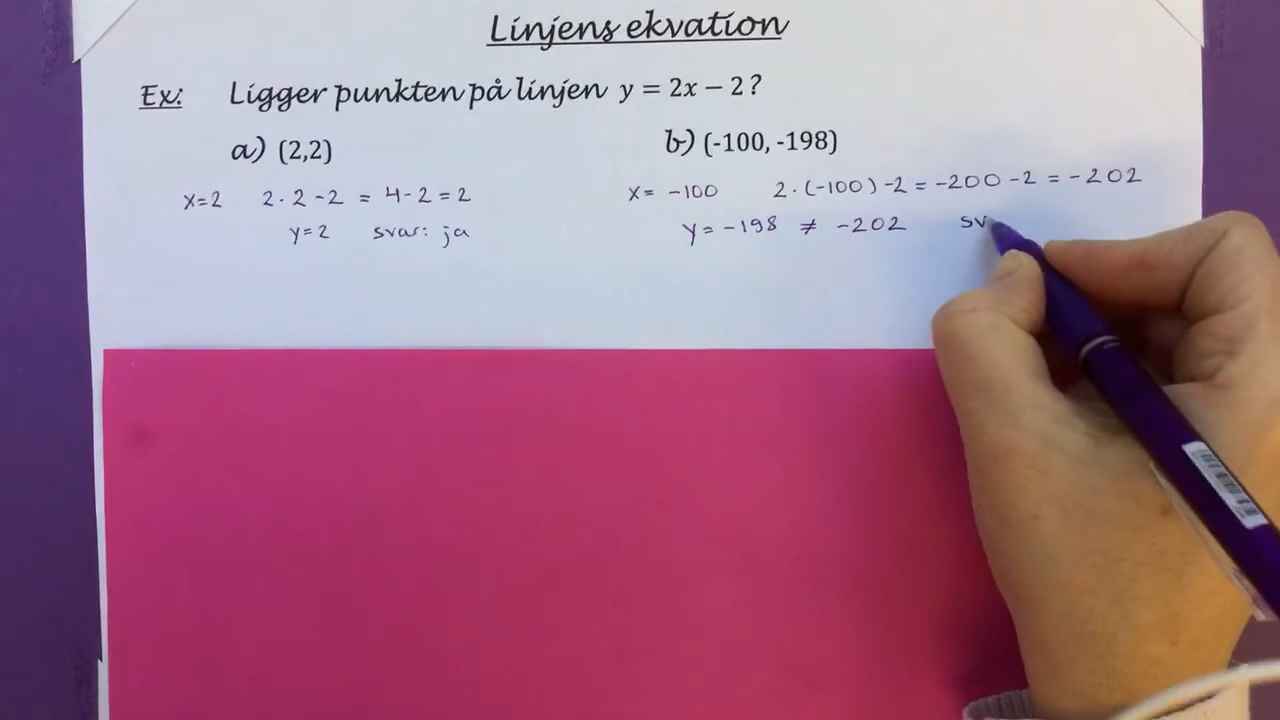 Linjens ekvation
Ex: Ligger punkten på linjen y = 2x − 2?
a) (2,2)
x=2 2·2-2 = 4-2=2
y=2 svar: ja
b) (-100, -198)
x= -100 2·(-100)-2 = -200-2 = -202
y= -198 ≠ -202 sv